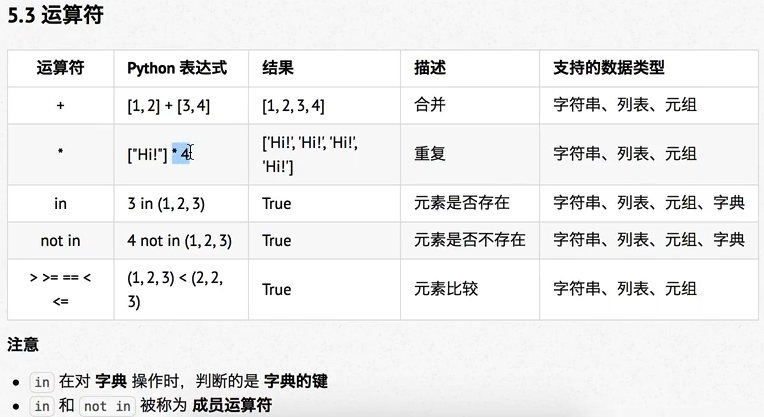 5.3 运算符
运算符 Python 表达式 结果 描述 支持的数据类型
+ [1, 2] + [3, 4] [1, 2, 3, 4] 合并 字符串、列表、元组
* ["Hi!"] * 4 ['Hi!', 'Hi!', 'Hi!', 'Hi!'] 重复 字符串、列表、元组
in 3 in (1, 2, 3) True 元素是否存在 字符串、列表、元组、字典
not in 4 not in (1, 2, 3) True 元素是否不存在 字符串、列表、元组、字典
> >= == < <= (1, 2, 3) < (2, 2, 3) True 元素比较 字符串、列表、元组
注意
• in 在对 字典 操作时，判断的是 字典的键
• in 和 not in 被称为 成员运算符